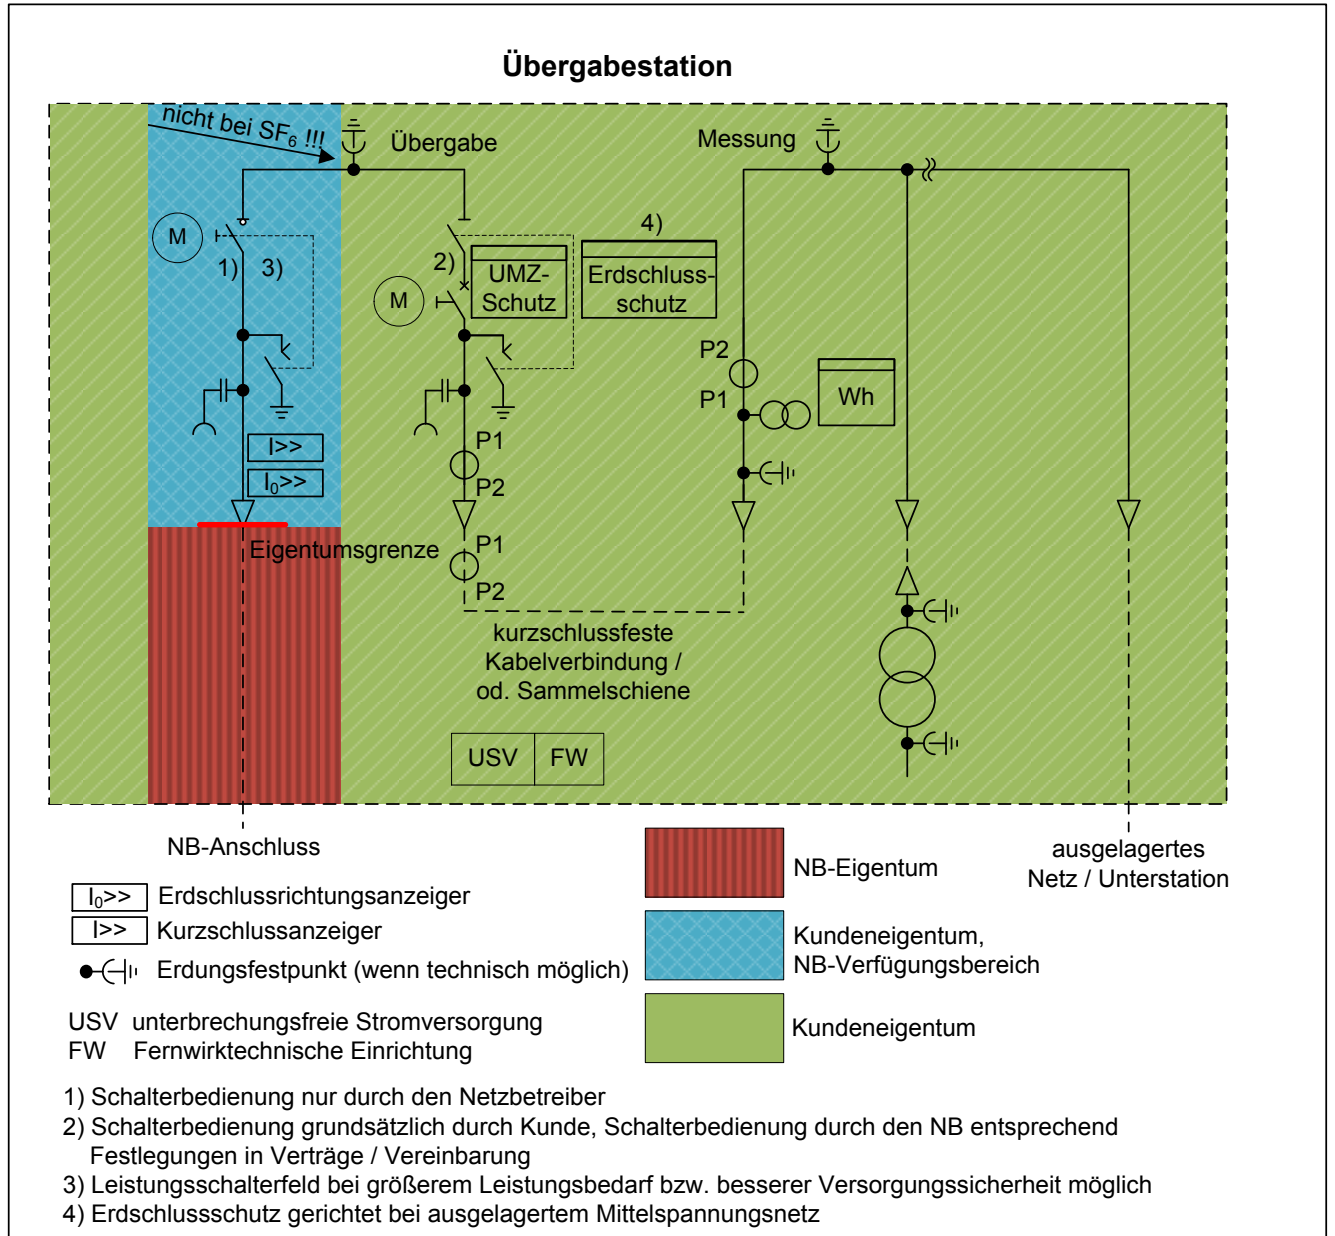 Übergabestation
nicht bei SF₆ !!!
Übergabe
Messung
M
1)
3)
2)
M
UMZ-
Schutz
4)
Erdschluss-
schutz
P2
P1
Wh
I>>
I₀>>
P1
P2
Eigentumsgrenze
P1
P2
kurzschlussfeste
Kabelverbindung /
od. Sammelschiene
USV
FW
NB-Anschluss
ausgelagertes
Netz / Unterstation
I₀>> Erdschlussrichtungsanzeiger
I>> Kurzschlussanzeiger
Erdungsfestpunkt (wenn technisch möglich)
USV unterbrechungsfreie Stromversorgung
FW Fernwirktechnische Einrichtung
NB-Eigentum
Kundeneigentum,
NB-Verfügungsbereich
Kundeneigentum
1) Schalterbedienung nur durch den Netzbetreiber
2) Schalterbedienung grundsätzlich durch Kunde, Schalterbedienung durch den NB entsprechend
Festlegungen in Verträge / Vereinbarung
3) Leistungsschalterfeld bei größerem Leistungsbedarf bzw. besserer Versorgungssicherheit möglich
4) Erdschlussschutz gerichtet bei ausgelagertem Mittelspannungsnetz